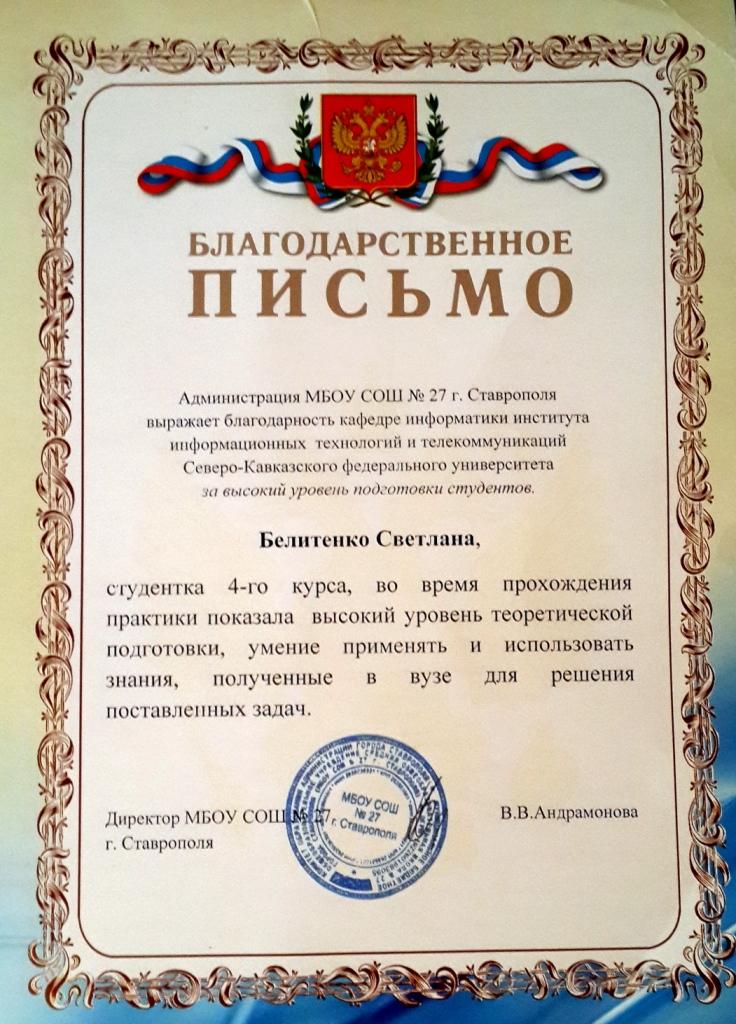 БЛАГОДАРСТВЕННОЕ
ПИСЬМО
Администрация МБОУ СОШ № 27 г. Ставрополя
выражает благодарность кафедре информатики института
информационных технологий и телекоммуникаций
Северо-Кавказского федерального университета
за высокий уровень подготовки студентов.
Белитенко Светлана,
студентка 4-го курса, во время прохождения
практики показала высокий уровень теоретической
подготовки, умение применять и использовать
знания, полученные в вузе для решения
поставленных задач.
Директор МБОУ СОШ № 27
г. Ставрополя
В.В.Андрамонова
МБОУ СОШ
№ 27
г. Ставрополя